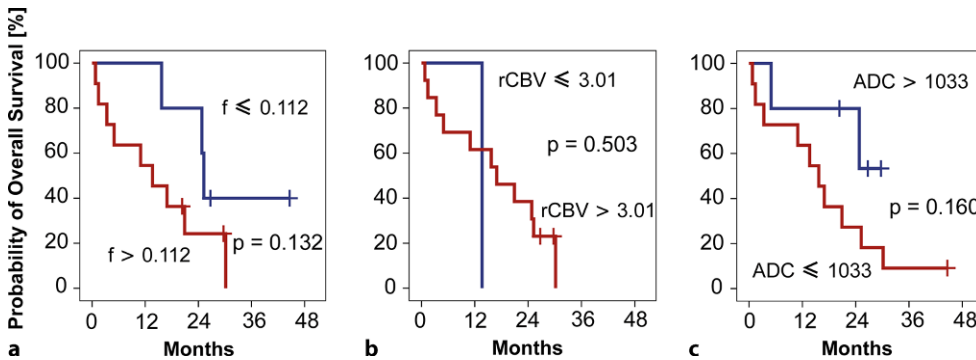 Probability of Overall Survival [%]
100
80
60
40
20
0
f ⩽ 0.112
f > 0.112
p = 0.132
0 12 24 36 48
Months
a
100
80
60
40
20
0
rCBV ⩽ 3.01
p = 0.503
rCBV > 3.01
0 12 24 36 48
Months
b
100
80
60
40
20
0
ADC > 1033
p = 0.160
ADC ⩽ 1033
0 12 24 36 48
Months
c